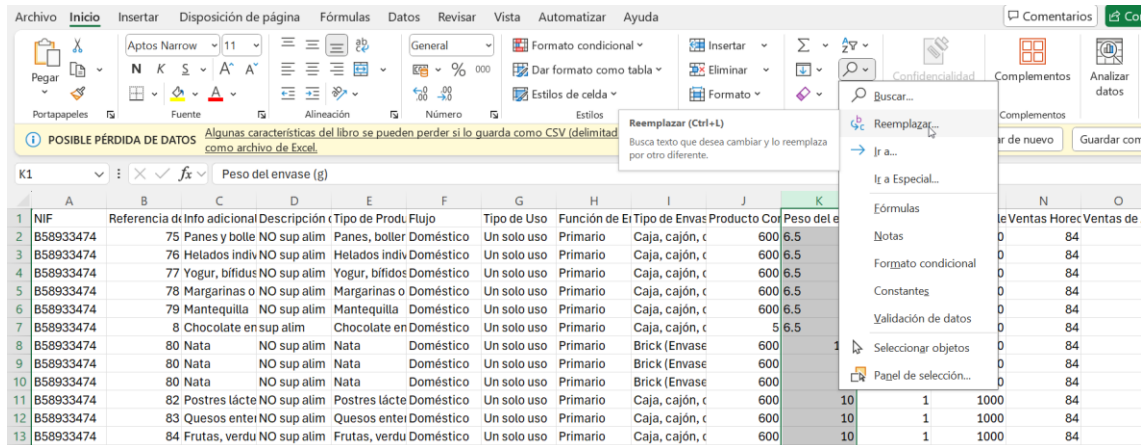 Archivo Inicio Insertar Disposición de página Fórmulas Datos Revisar Vista Automatizar Ayuda Comentarios
Aptos Narrow 11 General Formato condicional Insertar
Pegar N K S A A % 000 Dar formato como tabla Eliminar Confidencialidad Complementos Analizar datos
Estilos de celda Formato
Portapapeles Fuente Alineación Número Estilos Complementos
Buscar...
Reemplazar...
Ir a...
Ir a Especial...
Fórmulas
Notas
Formato condicional
Constantes
Validación de datos
Seleccionar objetos
Panel de selección...
Reemplazar (Ctrl+L)
Busca texto que desea cambiar y lo reemplaza
por otro diferente.
POSIBLE PÉRDIDA DE DATOS Algunas características del libro se pueden perder si lo guarda como CSV (delimitad
como archivo de Excel.
ar de nuevo Guardar com
K1 fx Peso del envase (g)
A B C D E F G H I J K N O
1 NIF Referencia de Info adicional Descripción Tipo de Produ Flujo Tipo de Uso Función de En Tipo de Envas Producto Cor Peso del e Ventas Horec Ventas de
2 B58933474 75 Panes y bolle NO sup alim Panes, boller Doméstico Un solo uso Primario Caja, cajón, c 600 6.5 0 84
3 B58933474 76 Helados indiv NO sup alim Helados indiv Doméstico Un solo uso Primario Caja, cajón, c 600 6.5 0 84
4 B58933474 77 Yogur, bífidus NO sup alim Yogur, bífidos Doméstico Un solo uso Primario Caja, cajón, c 600 6.5 0 84
5 B58933474 78 Margarinas o NO sup alim Margarinas o Doméstico Un solo uso Primario Caja, cajón, c 600 6.5 0 84
6 B58933474 79 Mantequilla NO sup alim Mantequilla Doméstico Un solo uso Primario Caja, cajón, c 600 6.5 0 84
7 B58933474 8 Chocolate en sup alim Chocolate en Doméstico Un solo uso Primario Caja, cajón, c 5 6.5 0 84
8 B58933474 80 Nata NO sup alim Nata Doméstico Un solo uso Primario Brick (Envase 600 1 0 84
9 B58933474 80 Nata NO sup alim Nata Doméstico Un solo uso Primario Brick (Envase 600 0 84
10 B58933474 80 Nata NO sup alim Nata Doméstico Un solo uso Primario Brick (Envase 600 0 84
11 B58933474 82 Postres lácte NO sup alim Postres lácte Doméstico Un solo uso Primario Caja, cajón, c 600 10 1 1000 84
12 B58933474 83 Quesos enter NO sup alim Quesos enter Doméstico Un solo uso Primario Caja, cajón, c 600 10 1 1000 84
13 B58933474 84 Frutas, verdu NO sup alim Frutas, verdu Doméstico Un solo uso Primario Caja, cajón, c 600 10 1 1000 84